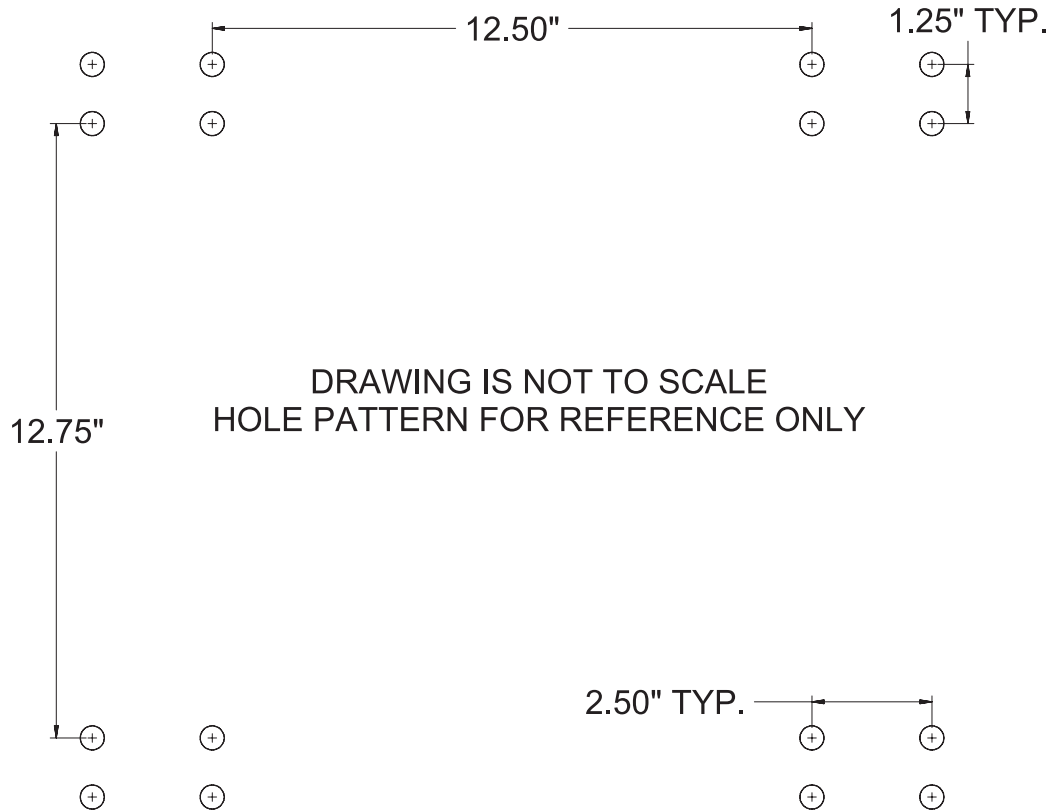 12.50"
1.25" TYP.
DRAWING IS NOT TO SCALE
HOLE PATTERN FOR REFERENCE ONLY
12.75"
2.50" TYP.